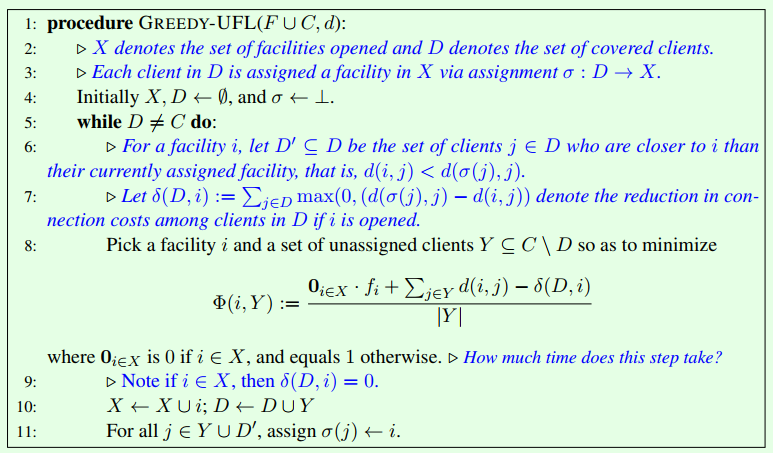 1: procedure GREEDY-UFL(F ∪ C, d):
2: ▷ X denotes the set of facilities opened and D denotes the set of covered clients.
3: ▷ Each client in D is assigned a facility in X via assignment σ : D → X.
4: Initially X, D ← ∅, and σ ← ⊥.
5: while D ≠ C do:
6: ▷ For a facility i, let D′ ⊆ D be the set of clients j ∈ D who are closer to i than
their currently assigned facility, that is, d(i, j) < d(σ(j), j).
7: ▷ Let δ(D, i) := ∑_{j∈D} max(0, (d(σ(j), j) − d(i, j)) denote the reduction in con-
nection costs among clients in D if i is opened.
8: Pick a facility i and a set of unassigned clients Y ⊆ C \ D so as to minimize
Φ(i, Y) := (𝟎_{i∈X} · f_i + ∑_{j∈Y} d(i, j) − δ(D, i)) / |Y|
where 𝟎_{i∈X} is 0 if i ∈ X, and equals 1 otherwise. ▷ How much time does this step take?
9: ▷ Note if i ∈ X, then δ(D, i) = 0.
10: X ← X ∪ i; D ← D ∪ Y
11: For all j ∈ Y ∪ D′, assign σ(j) ← i.